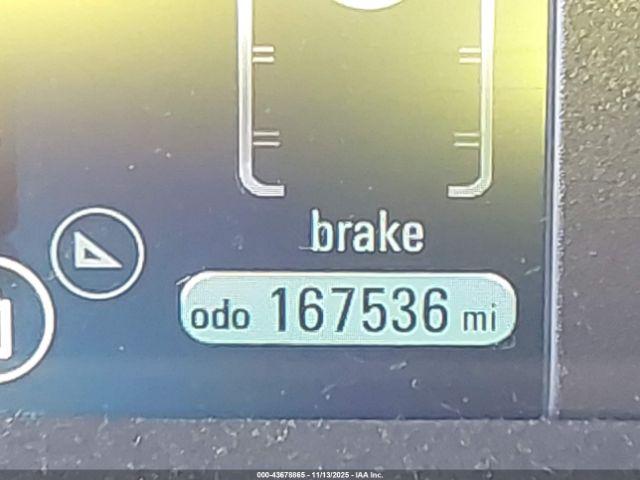 brake
odo 167536 mi
000-43678865 - 11/13/2025 - IAA Inc.